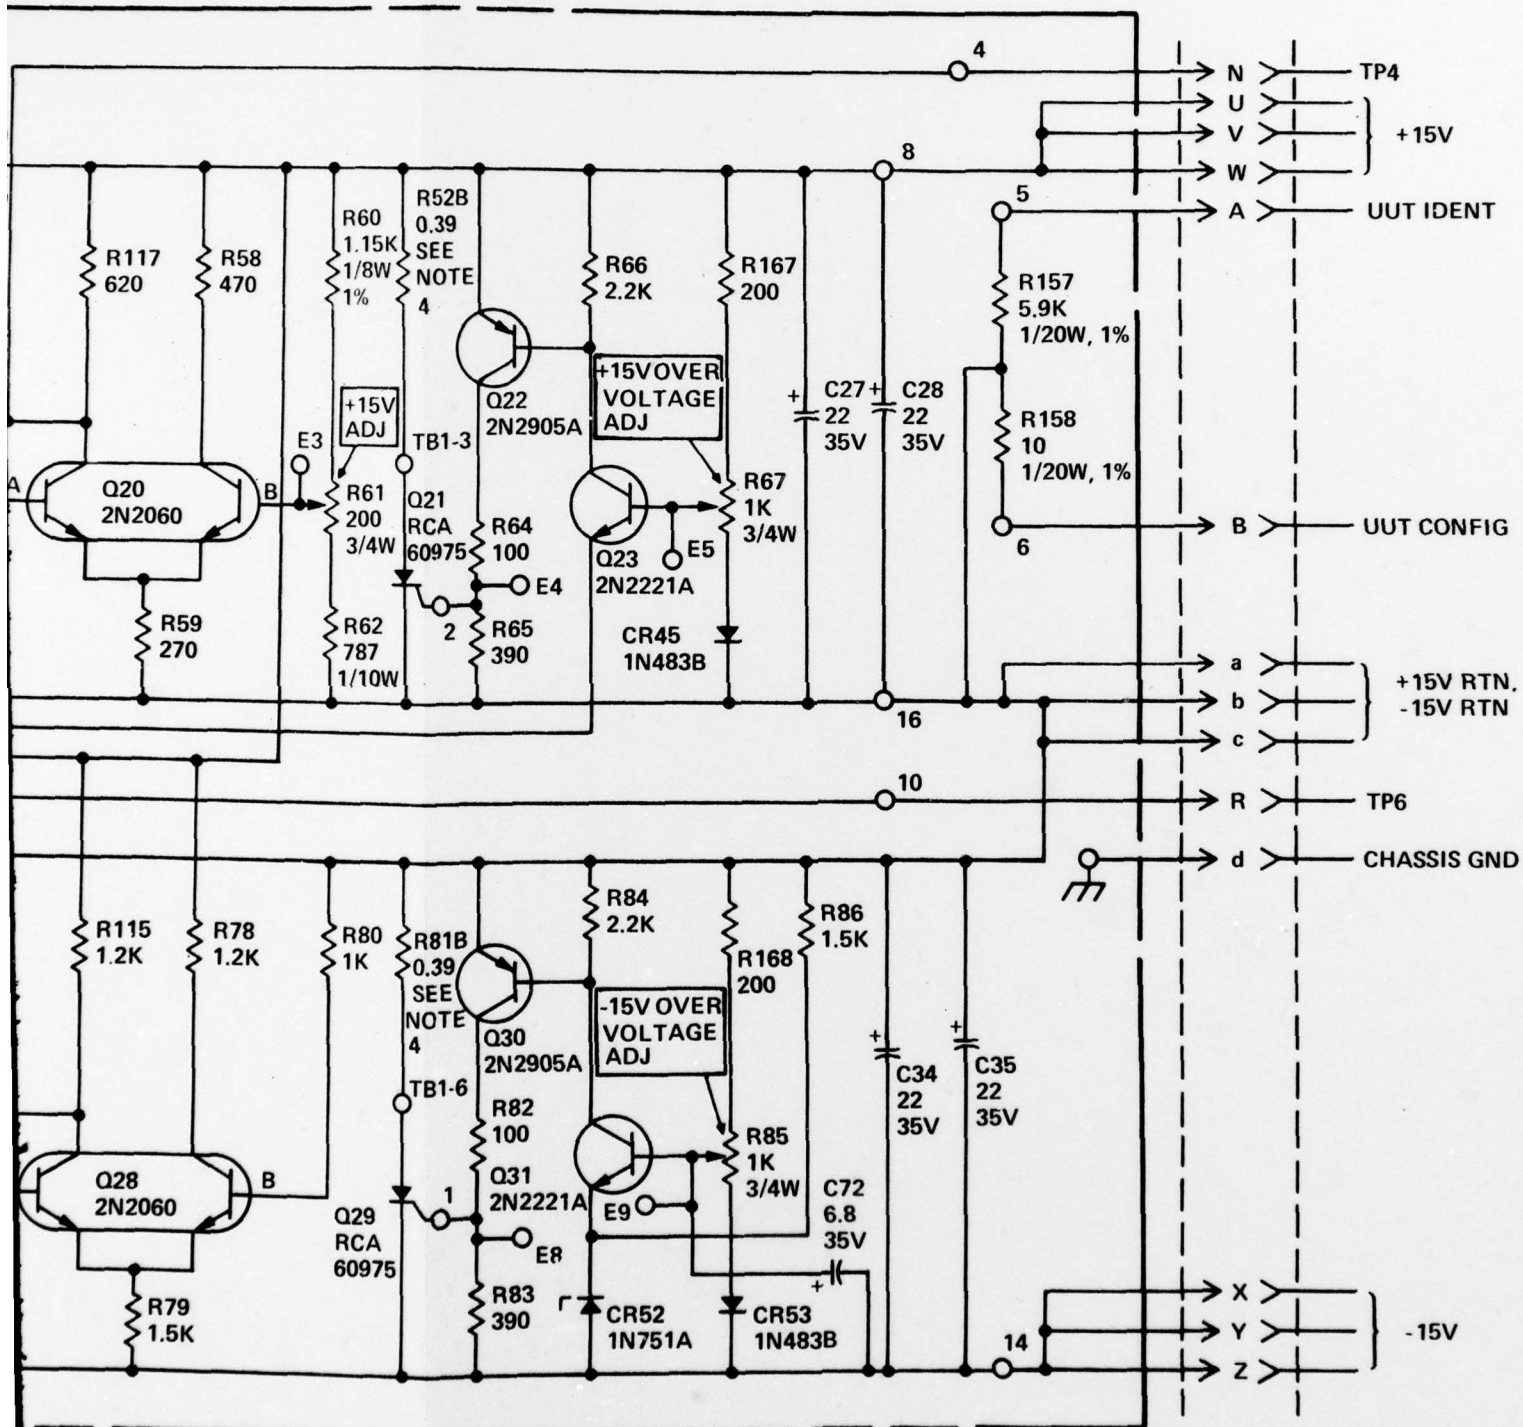 4
N
TP4
U
V
+15V
8
W
5
A
UUT IDENT
R117
620
R58
470
R60
1.15K
1/8W
1%
R52B
0.39
SEE
NOTE
4
R66
2.2K
R167
200
R157
5.9K
1/20W, 1%
Q22
2N2905A
+15V OVER
VOLTAGE
ADJ
+
C27
22
35V
+
C28
22
35V
R158
10
1/20W, 1%
+15V
ADJ
E3
TB1-3
A
Q20
2N2060
B
R61
200
3/4W
Q21
RCA
60975
R64
100
Q23
2N2221A
E5
R67
1K
3/4W
6
B
UUT CONFIG
E4
2
R59
270
R62
787
1/10W
R65
390
CR45
1N483B
a
b
c
+15V RTN.
-15V RTN
16
10
R
TP6
d
CHASSIS GND
R115
1.2K
R78
1.2K
R80
1K
R81B
0.39
SEE
NOTE
4
R84
2.2K
R168
200
R86
1.5K
Q30
2N2905A
-15V OVER
VOLTAGE
ADJ
+
C34
22
35V
+
C35
22
35V
TB1-6
R82
100
Q28
2N2060
B
Q29
RCA
60975
1
Q31
2N2221A
E9
R85
1K
3/4W
C72
6.8
35V
+
E8
R79
1.5K
R83
390
CR52
1N751A
CR53
1N483B
14
X
Y
Z
-15V